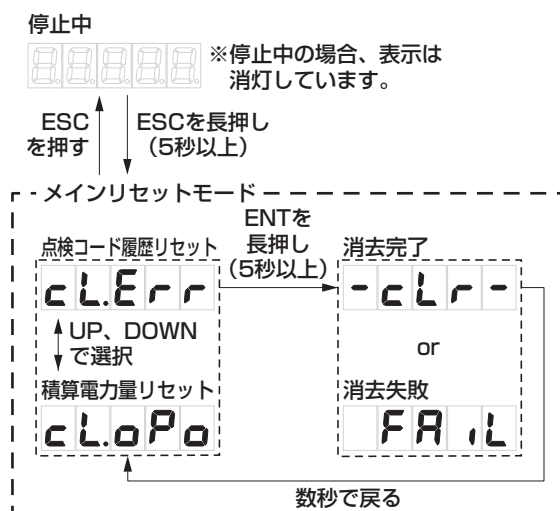 停止中
※停止中の場合、表示は
消灯しています。
ESC
を押す
ESCを長押し
（5秒以上）
メインリセットモード
ENTを
長押し
（5秒以上）
点検コード履歴リセット
cL.Err
UP、DOWN
で選択
積算電力量リセット
cL.oPo
消去完了
-cLr-
or
消去失敗
FAiL
数秒で戻る